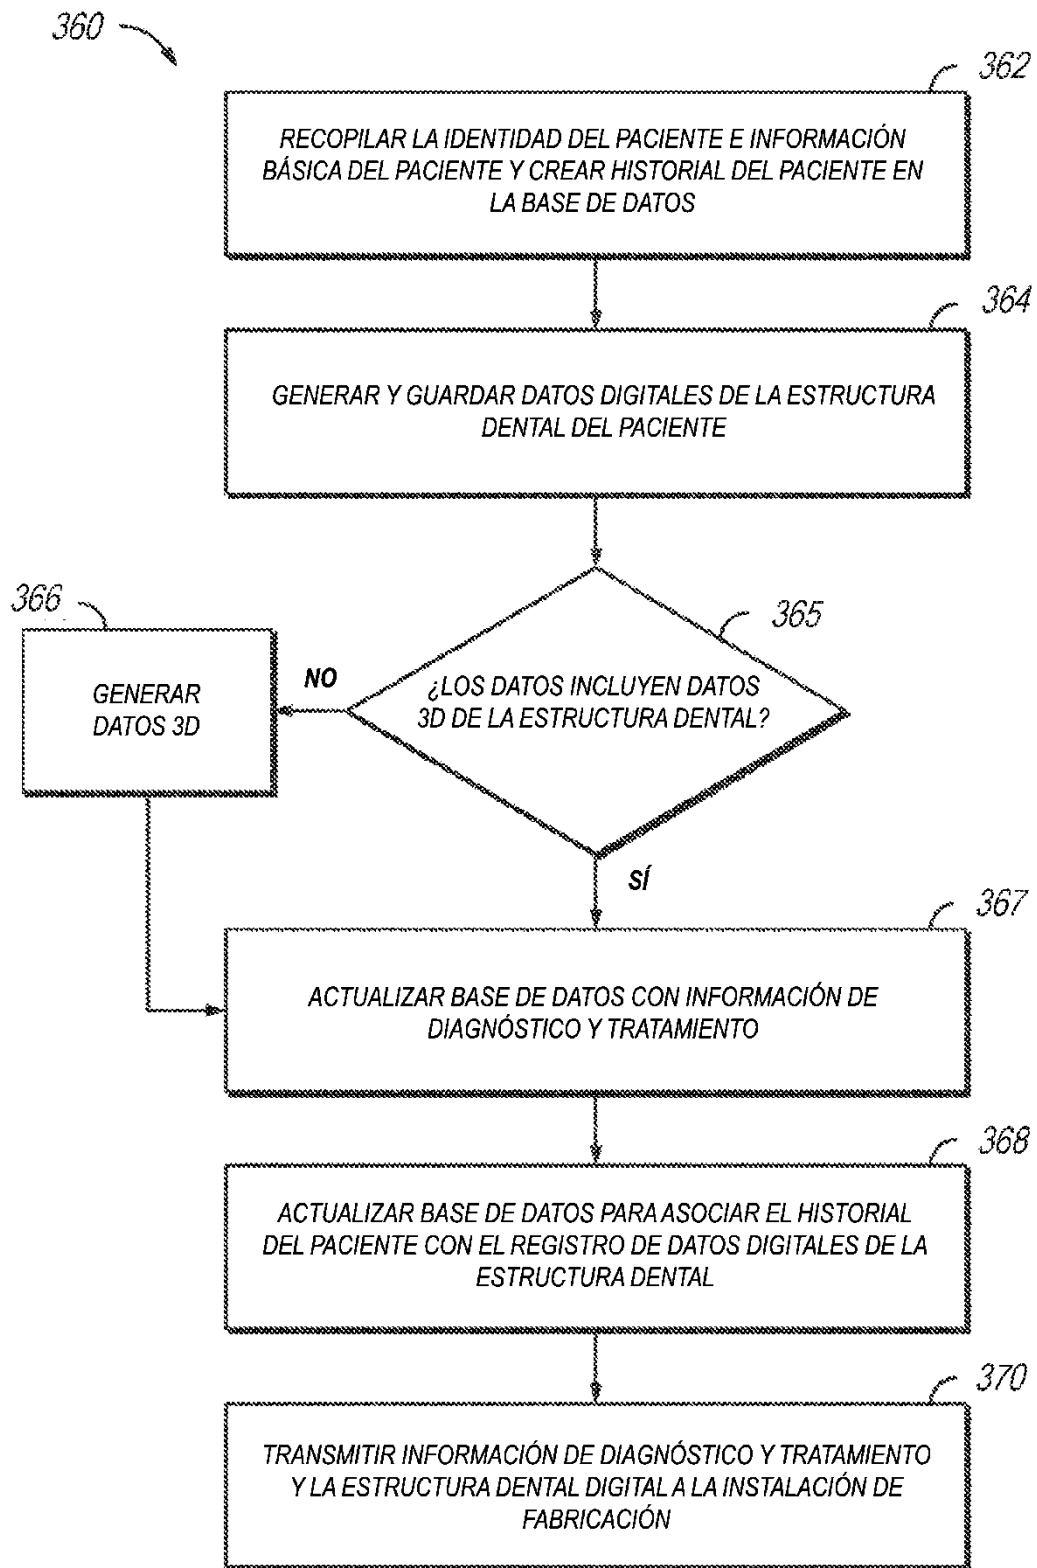 360
362
RECOPILAR LA IDENTIDAD DEL PACIENTE E INFORMACIÓN
BÁSICA DEL PACIENTE Y CREAR HISTORIAL DEL PACIENTE EN
LA BASE DE DATOS
364
GENERAR Y GUARDAR DATOS DIGITALES DE LA ESTRUCTURA
DENTAL DEL PACIENTE
365
¿LOS DATOS INCLUYEN DATOS
3D DE LA ESTRUCTURA DENTAL?
NO
366
GENERAR
DATOS 3D
SÍ
367
ACTUALIZAR BASE DE DATOS CON INFORMACIÓN DE
DIAGNÓSTICO Y TRATAMIENTO
368
ACTUALIZAR BASE DE DATOS PARA ASOCIAR EL HISTORIAL
DEL PACIENTE CON EL REGISTRO DE DATOS DIGITALES DE LA
ESTRUCTURA DENTAL
370
TRANSMITIR INFORMACIÓN DE DIAGNÓSTICO Y TRATAMIENTO
Y LA ESTRUCTURA DENTAL DIGITAL A LA INSTALACIÓN DE
FABRICACIÓN